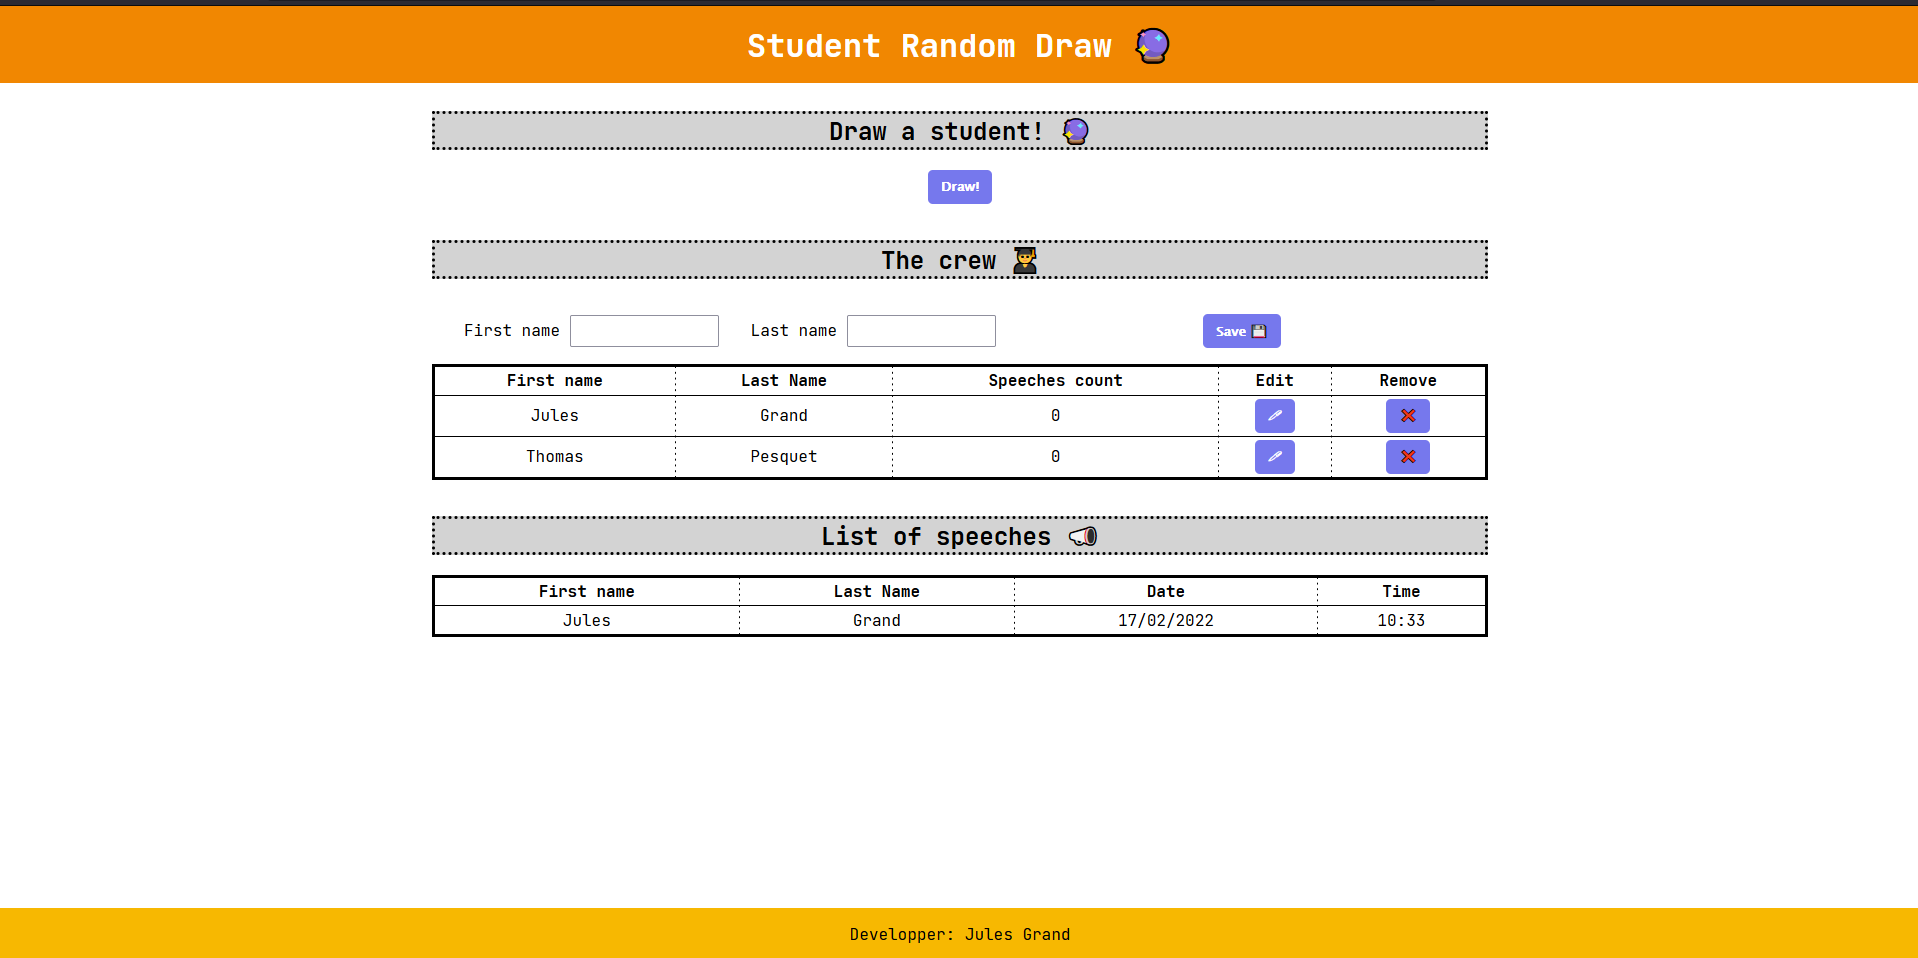 Student Random Draw 🔮
Draw a student! 🔮
Draw!
The crew 🧑‍🎓
First name Last name Save 💾
First name Last Name Speeches count Edit Remove
Jules Grand 0
Thomas Pesquet 0
List of speeches 📢
First name Last Name Date Time
Jules Grand 17/02/2022 10:33
Developper: Jules Grand